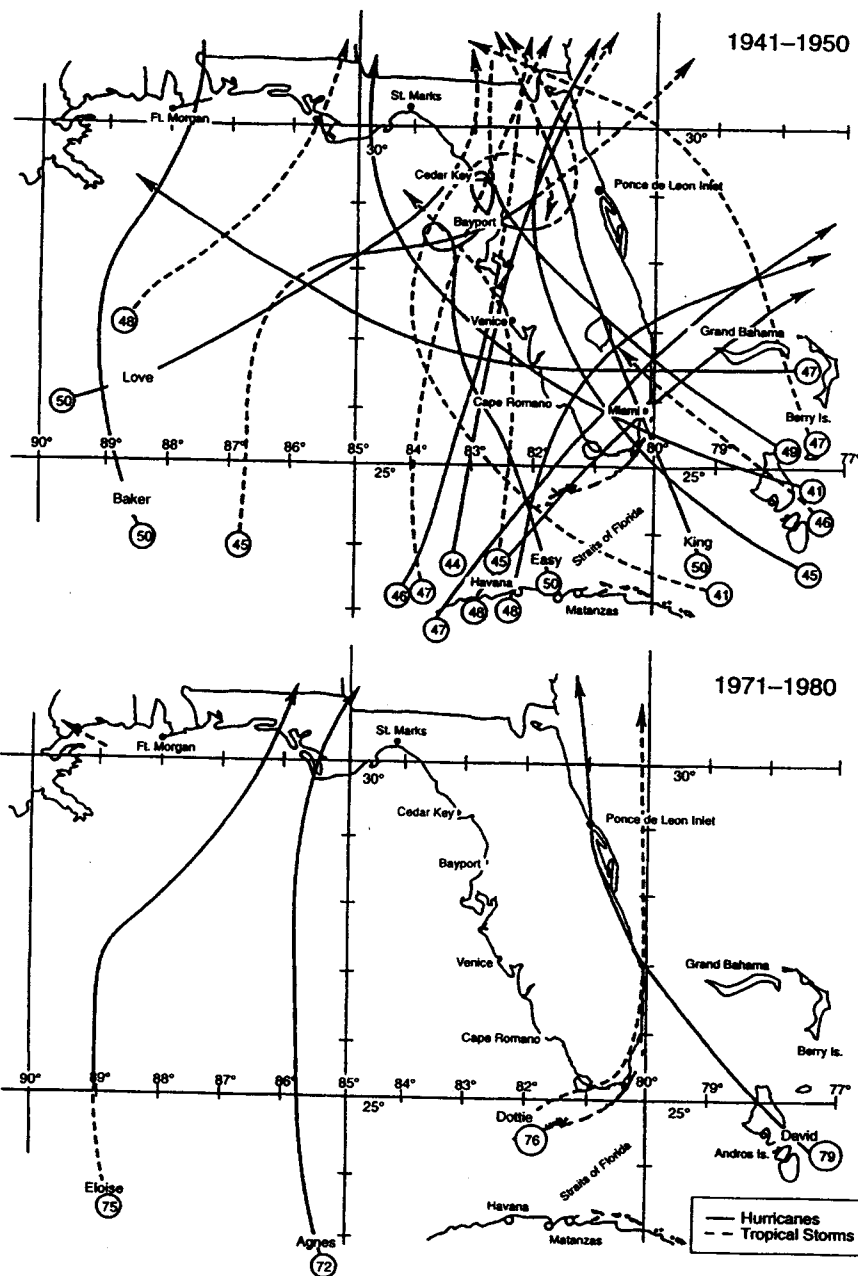 1941–1950
St. Marks
Ft. Morgan
30°
30°
Cedar Key
Ponce de Leon Inlet
Bayport
48
Venice
Grand Bahama
Love
47
50
Cape Romano
Miami
Berry Is.
90°
89°
88°
87°
86°
85°
84°
83°
82°
80°
79°
77°
25°
25°
49
47
41
46
Baker
50
45
44
45
Easy
50
Straits of Florida
King
50
45
46
47
Havana
41
47
48
48
Matanzas
1971–1980
St. Marks
Ft. Morgan
30°
30°
Cedar Key
Ponce de Leon Inlet
Bayport
Venice
Grand Bahama
Cape Romano
Berry Is.
90°
89°
88°
87°
86°
85°
84°
83°
82°
81°
80°
79°
77°
25°
25°
Dottie
76
David
79
Andros Is.
Eloise
75
Straits of Florida
Agnes
72
Havana
Matanzas
Hurricanes
Tropical Storms